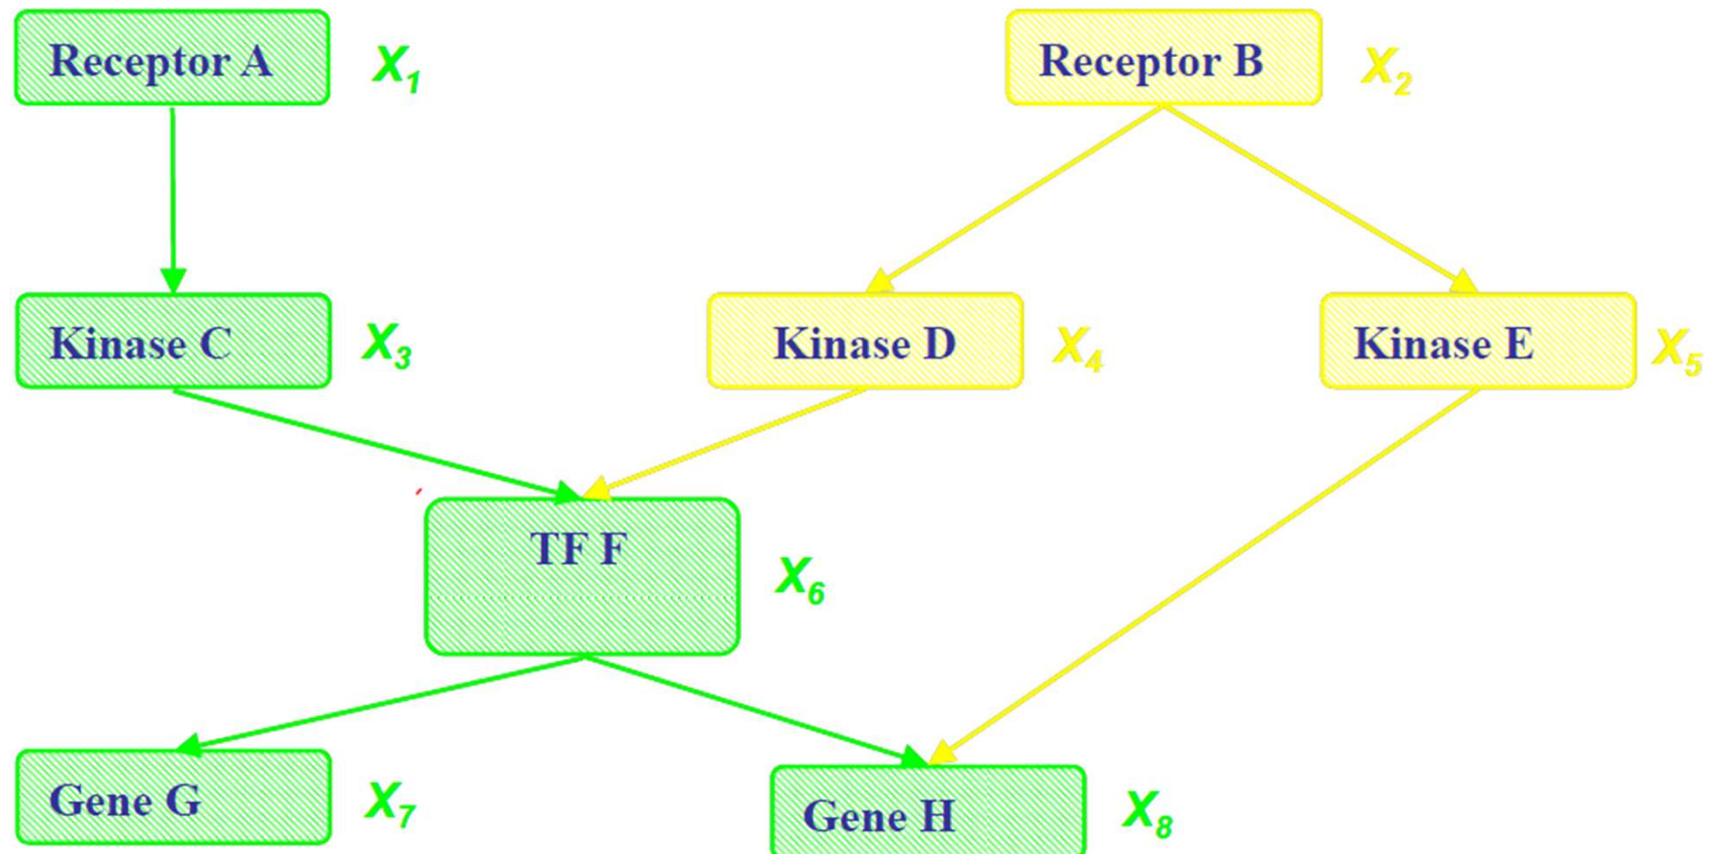 Receptor A
X1
Receptor B
X2
Kinase C
X3
Kinase D
X4
Kinase E
X5
TF F
X6
Gene G
X7
Gene H
X8